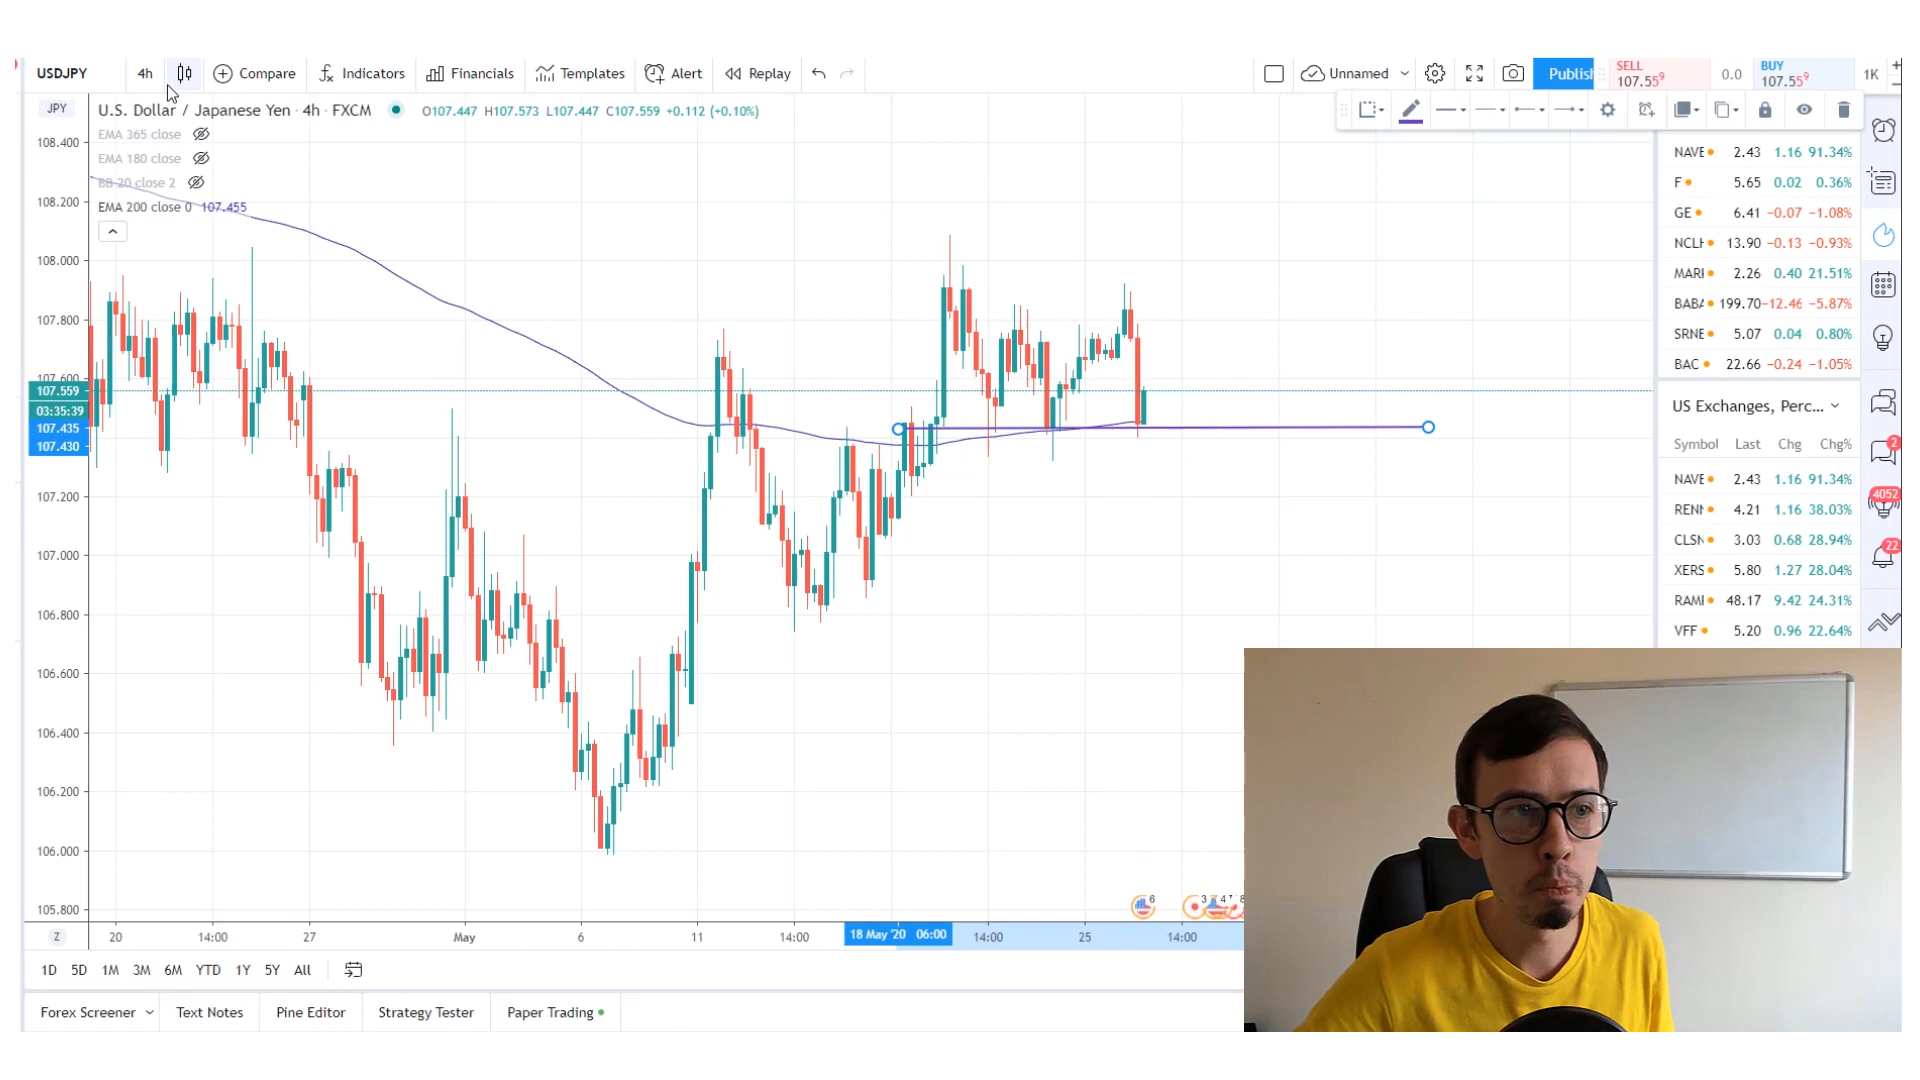 USDJPY 4h Compare Indicators Financials Templates Alert Replay Unnamed Publish SELL 107.55⁹ 0.0 BUY 107.55⁹ 1K
JPY U.S. Dollar / Japanese Yen · 4h · FXCM O107.447 H107.573 L107.447 C107.559 +0.112 (+0.10%)
EMA 365 close
EMA 180 close
BB 20 close 2
EMA 200 close 0 107.455
108.400
108.200
108.000
107.800
107.600
107.559
03:35:39
107.435
107.430
107.200
107.000
106.800
106.600
106.400
106.200
106.000
105.800
NAVE 2.43 1.16 91.34%
F 5.65 0.02 0.36%
GE 6.41 −0.07 −1.08%
NCLH 13.90 −0.13 −0.93%
MARI 2.26 0.40 21.51%
BABA 199.70 −12.46 −5.87%
SRNE 5.07 0.04 0.80%
BAC 22.66 −0.24 −1.05%
US Exchanges, Perc...
Symbol Last Chg Chg%
NAVE 2.43 1.16 91.34%
RENN 4.21 1.16 38.03%
CLSN 3.03 0.68 28.94%
XERS 5.80 1.27 28.04%
RAMI 48.17 9.42 24.31%
VFF 5.20 0.96 22.64%
2
4052
22
6 3 4 7 8
Z 20 14:00 27 May 6 11 14:00 18 May '20 06:00 14:00 25 14:00
1D 5D 1M 3M 6M YTD 1Y 5Y All
Forex Screener Text Notes Pine Editor Strategy Tester Paper Trading